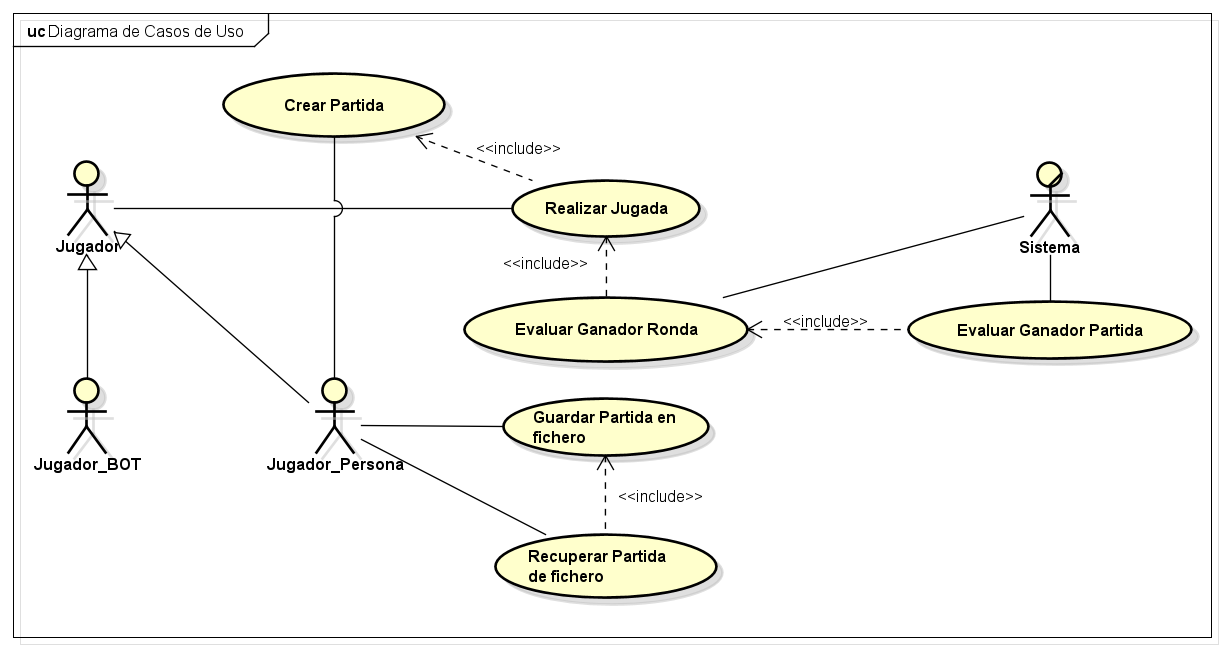 uc Diagrama de Casos de Uso
Crear Partida
<<include>>
Realizar Jugada
Jugador
Sistema
<<include>>
Evaluar Ganador Ronda
<<include>>
Evaluar Ganador Partida
Guardar Partida en
fichero
Jugador_BOT
Jugador_Persona
<<include>>
Recuperar Partida
de fichero